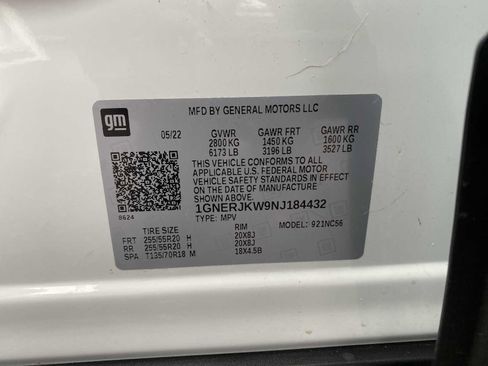 gm
MFD BY GENERAL MOTORS LLC
05/22 GVWR GAWR FRT GAWR RR
2800 KG 1450 KG 1600 KG
6173 LB 3196 LB 3527 LB
THIS VEHICLE CONFORMS TO ALL
APPLICABLE U.S. FEDERAL MOTOR
VEHICLE SAFETY STANDARDS IN EFFECT
ON THE DATE OF MANUFACTURE
SHOWN ABOVE.
1GNERJKW9NJ184432
8624 TYPE: MPV MODEL: 921NC56
TIRE SIZE RIM
FRT 255/55R20 H 20X8J
RR 255/55R20 H 20X8J
SPA T135/70R18 M 18X4.5B